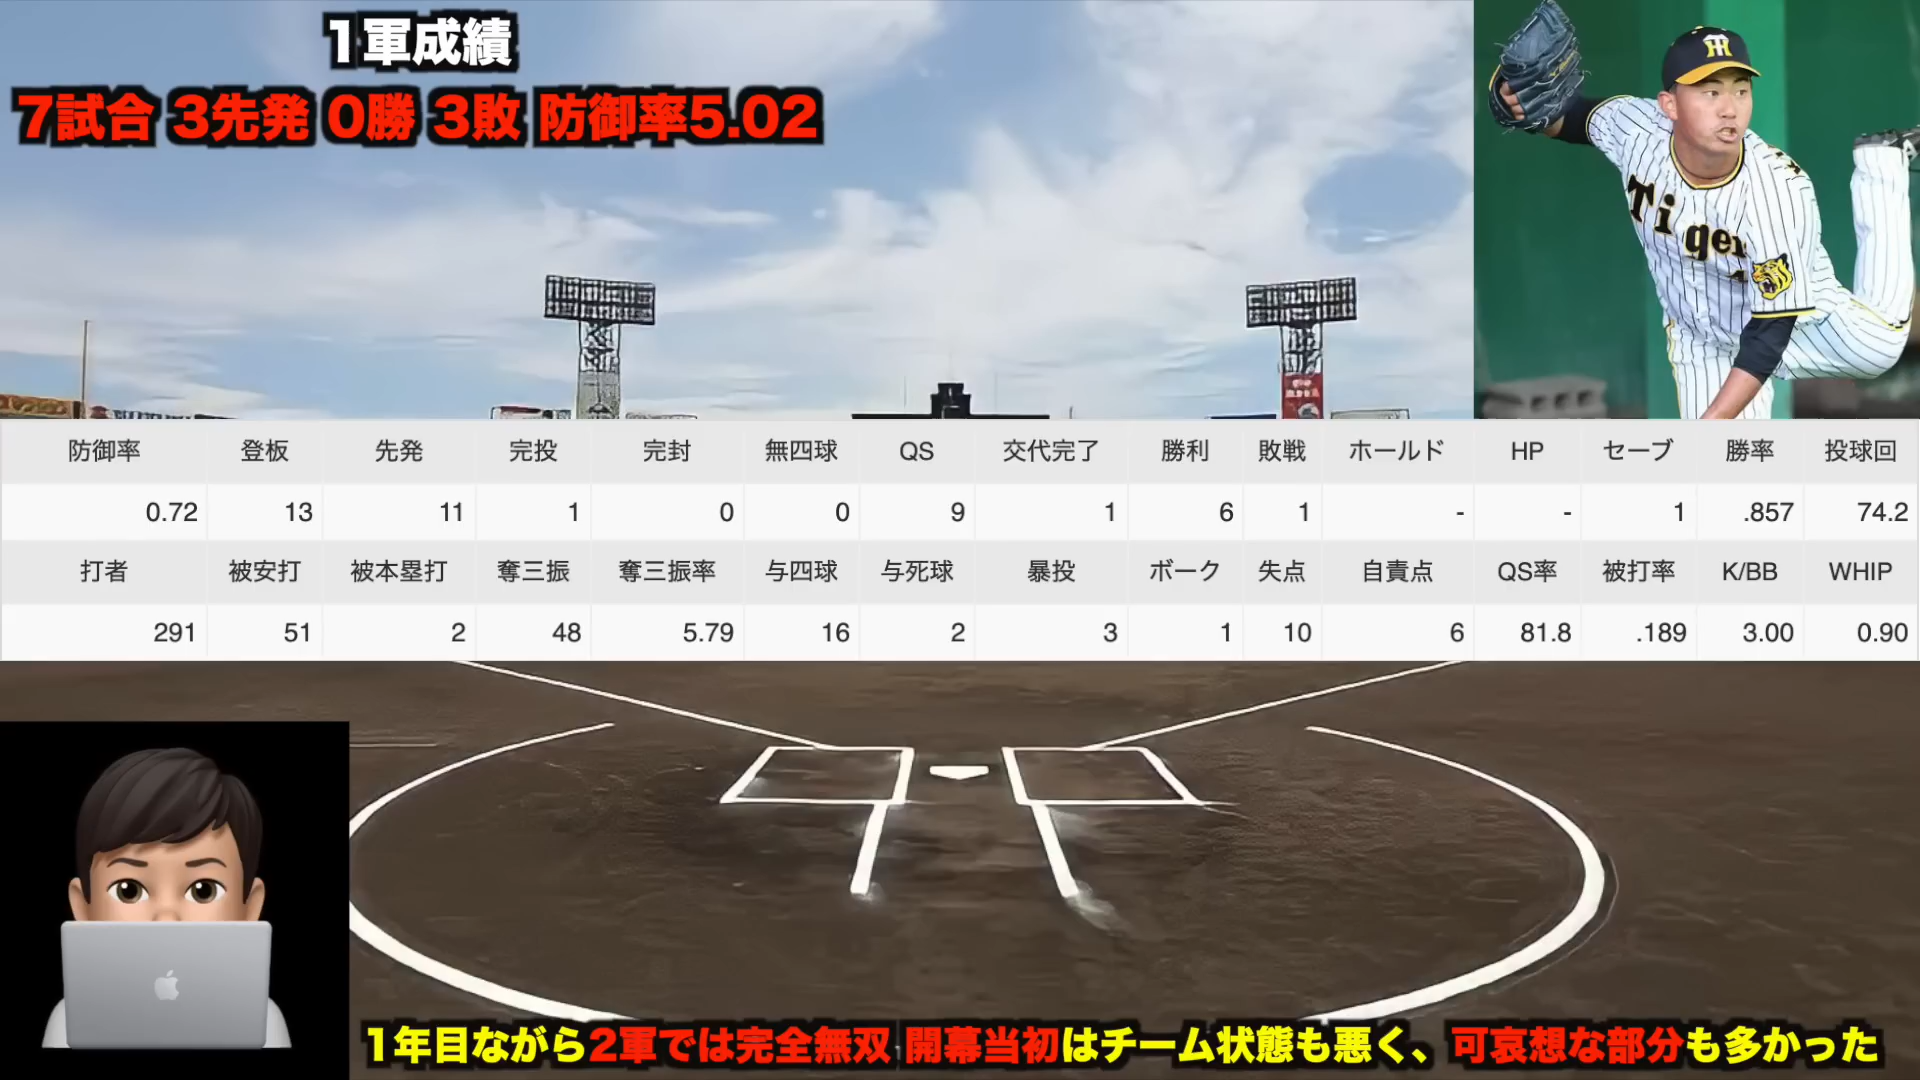 1軍成績
7試合 3先発 0勝 3敗 防御率5.02
Tiger
防御率 登板 先発 完投 完封 無四球 QS 交代完了 勝利 敗戦 ホールド HP セーブ 勝率 投球回
0.72 13 11 1 0 0 9 1 6 1 - - 1 .857 74.2
打者 被安打 被本塁打 奪三振 奪三振率 与四球 与死球 暴投 ボーク 失点 自責点 QS率 被打率 K/BB WHIP
291 51 2 48 5.79 16 2 3 1 10 6 81.8 .189 3.00 0.90
1年目ながら2軍では完全無双 開幕当初はチーム状態も悪く、可哀想な部分も多かった